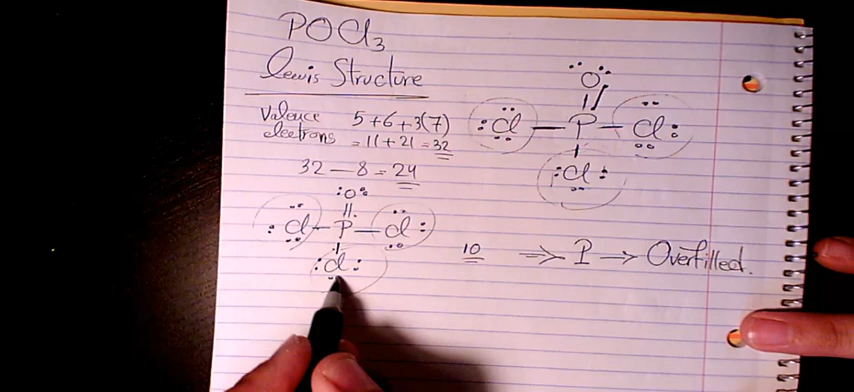 POCl3
Lewis Structure
Valence electrons 5+6+3(7)
= 11 + 21 = 32
32 - 8 = 24
:O:
:Cl - P - Cl:
:Cl:
O
:Cl - P - Cl:
:Cl:
10 => P → Overfilled.